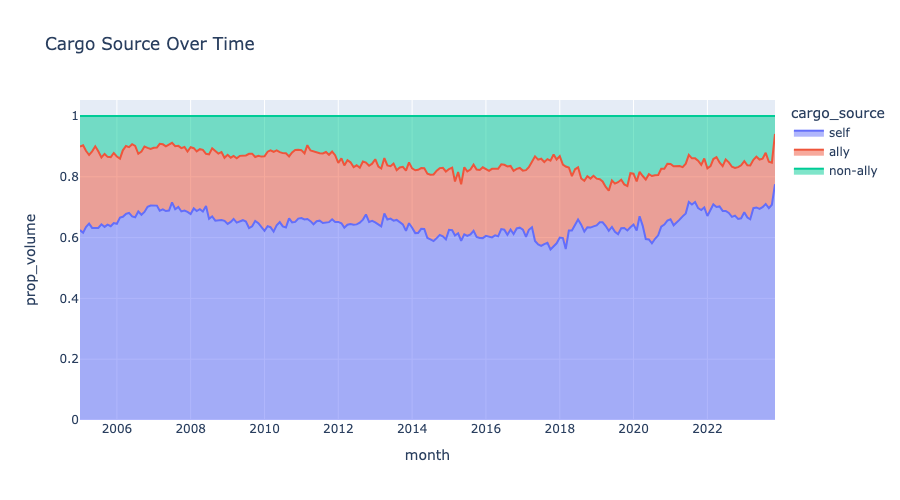 Cargo Source Over Time
1
0.8
0.6
0.4
0.2
0
prop_volume
2006 2008 2010 2012 2014 2016 2018 2020 2022
month
cargo_source
self
ally
non-ally